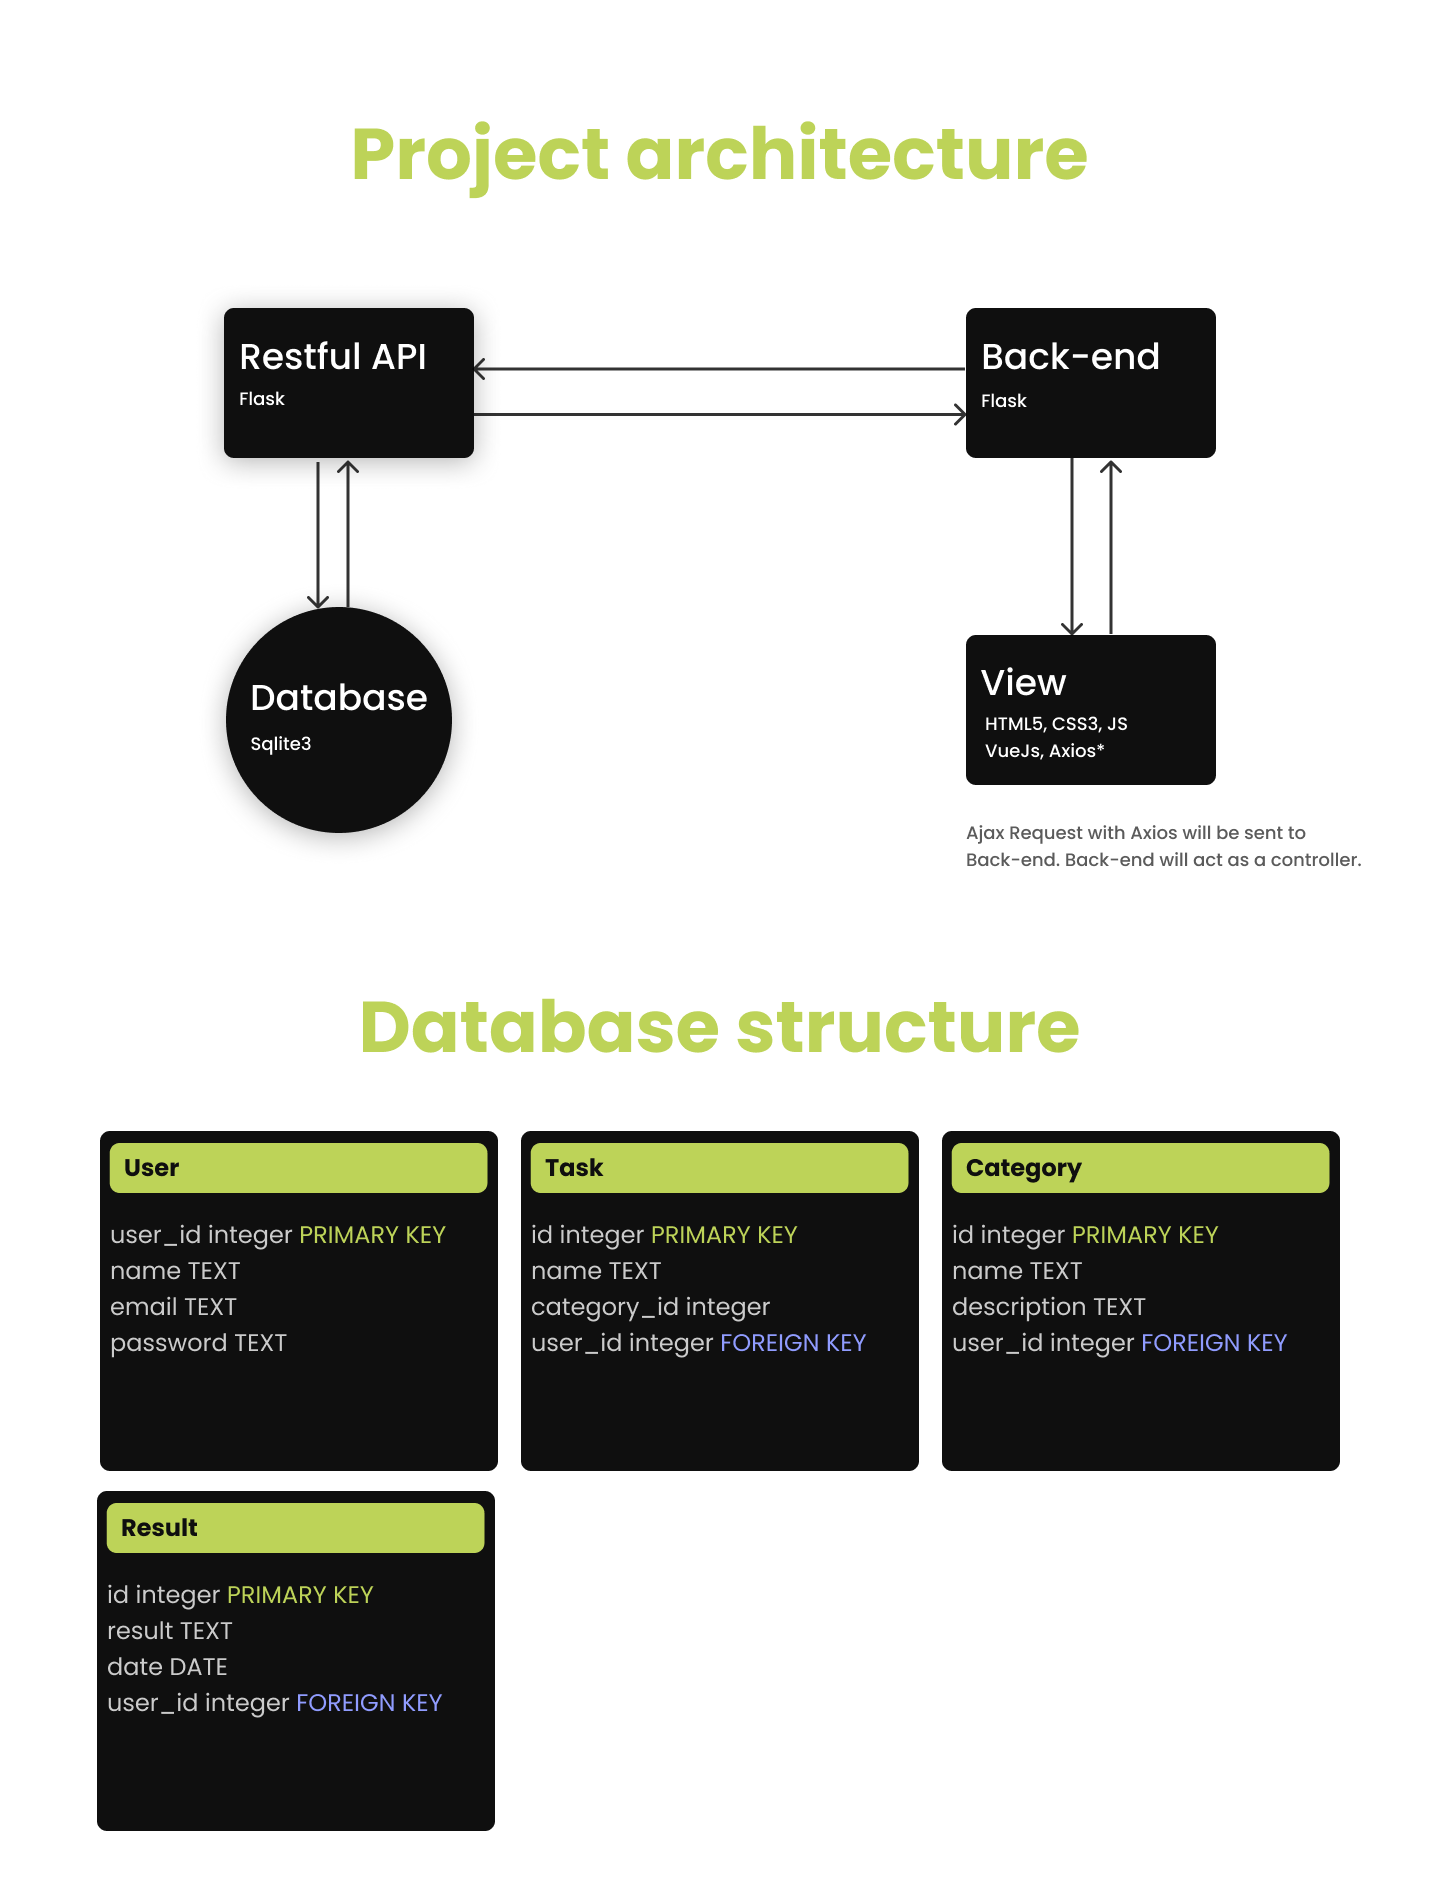 Project architecture
Restful API
Flask
Back-end
Flask
Database
Sqlite3
View
HTML5, CSS3, JS
VueJs, Axios*
Ajax Request with Axios will be sent to
Back-end. Back-end will act as a controller.
Database structure
User
user_id integer PRIMARY KEY
name TEXT
email TEXT
password TEXT
Task
id integer PRIMARY KEY
name TEXT
category_id integer
user_id integer FOREIGN KEY
Category
id integer PRIMARY KEY
name TEXT
description TEXT
user_id integer FOREIGN KEY
Result
id integer PRIMARY KEY
result TEXT
date DATE
user_id integer FOREIGN KEY